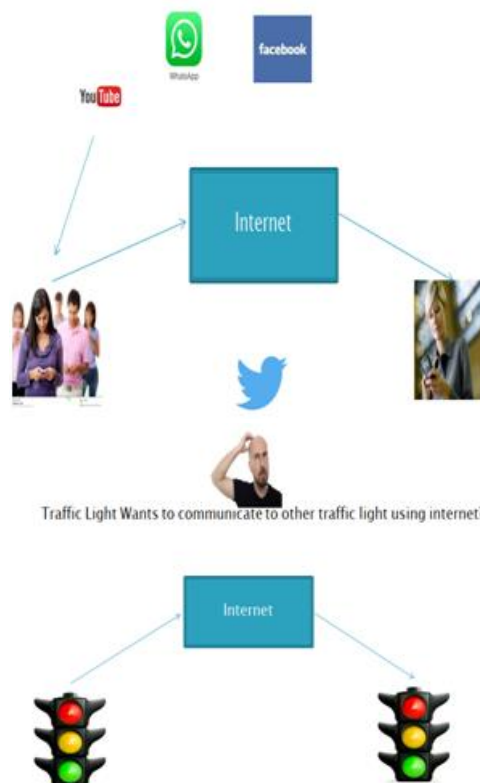 WhatsApp
facebook
YouTube
Internet
Traffic Light Wants to communicate to other traffic light using internet
Internet